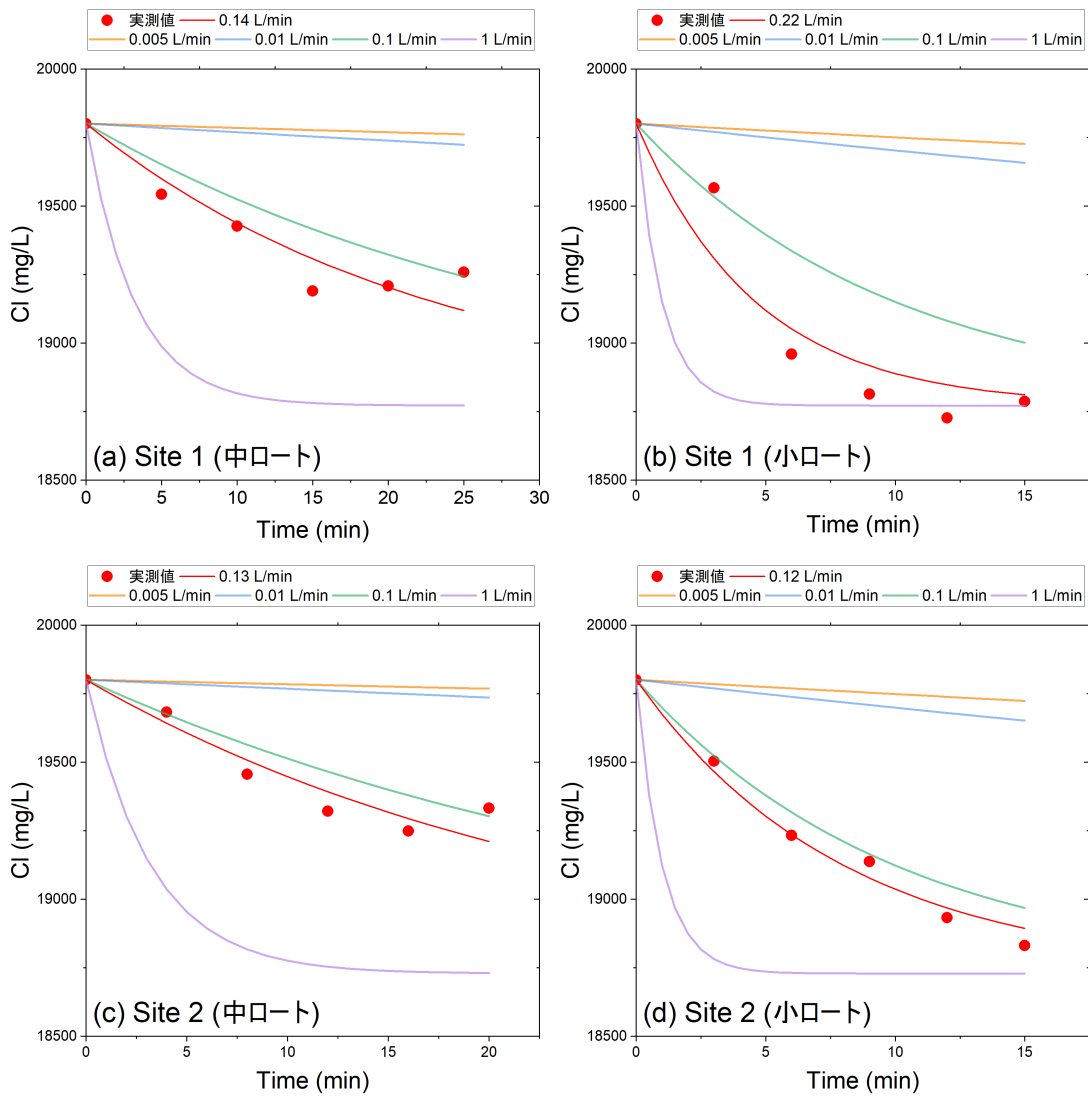 実測値 0.14 L/min
0.005 L/min 0.01 L/min 0.1 L/min 1 L/min
20000
19500
19000
18500
Cl (mg/L)
(a) Site 1 (中ロート)
0 5 10 15 20 25 30
Time (min)
実測値 0.22 L/min
0.005 L/min 0.01 L/min 0.1 L/min 1 L/min
20000
19500
19000
18500
Cl (mg/L)
(b) Site 1 (小ロート)
0 5 10 15
Time (min)
実測値 0.13 L/min
0.005 L/min 0.01 L/min 0.1 L/min 1 L/min
20000
19500
19000
18500
Cl (mg/L)
(c) Site 2 (中ロート)
0 5 10 15 20
Time (min)
実測値 0.12 L/min
0.005 L/min 0.01 L/min 0.1 L/min 1 L/min
20000
19500
19000
18500
Cl (mg/L)
(d) Site 2 (小ロート)
0 5 10 15
Time (min)